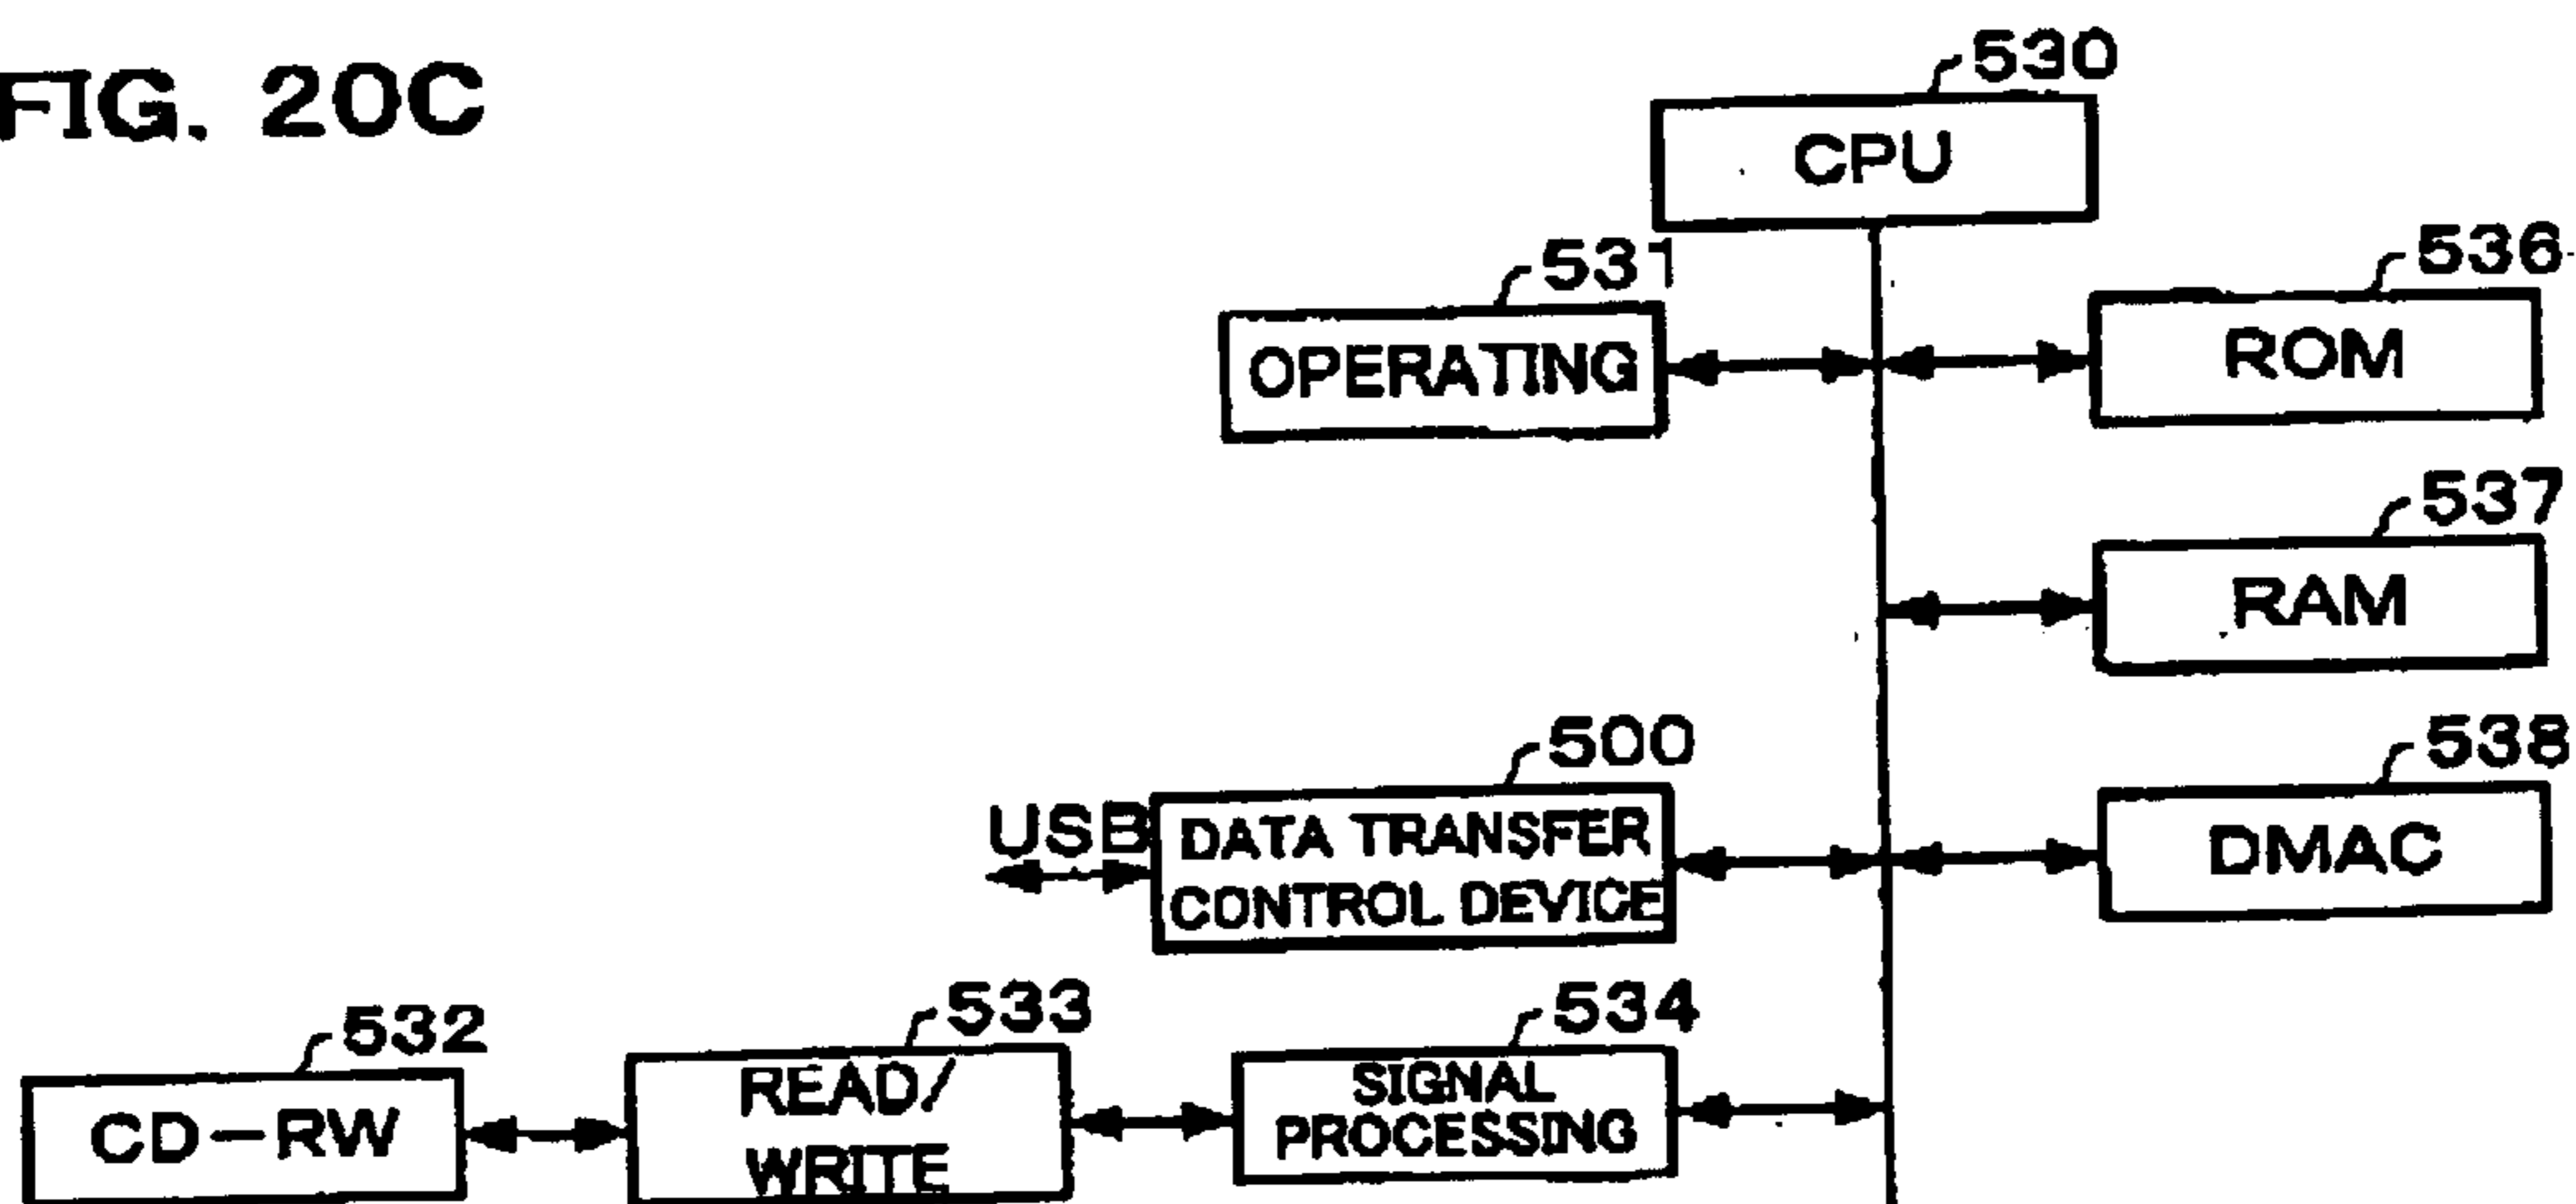 FIG. 20C
530
CPU
531
OPERATING
536
ROM
537
RAM
500
USB
DATA TRANSFER
CONTROL DEVICE
538
DMAC
532
CD-RW
533
READ/
WRITE
534
SIGNAL
PROCESSING